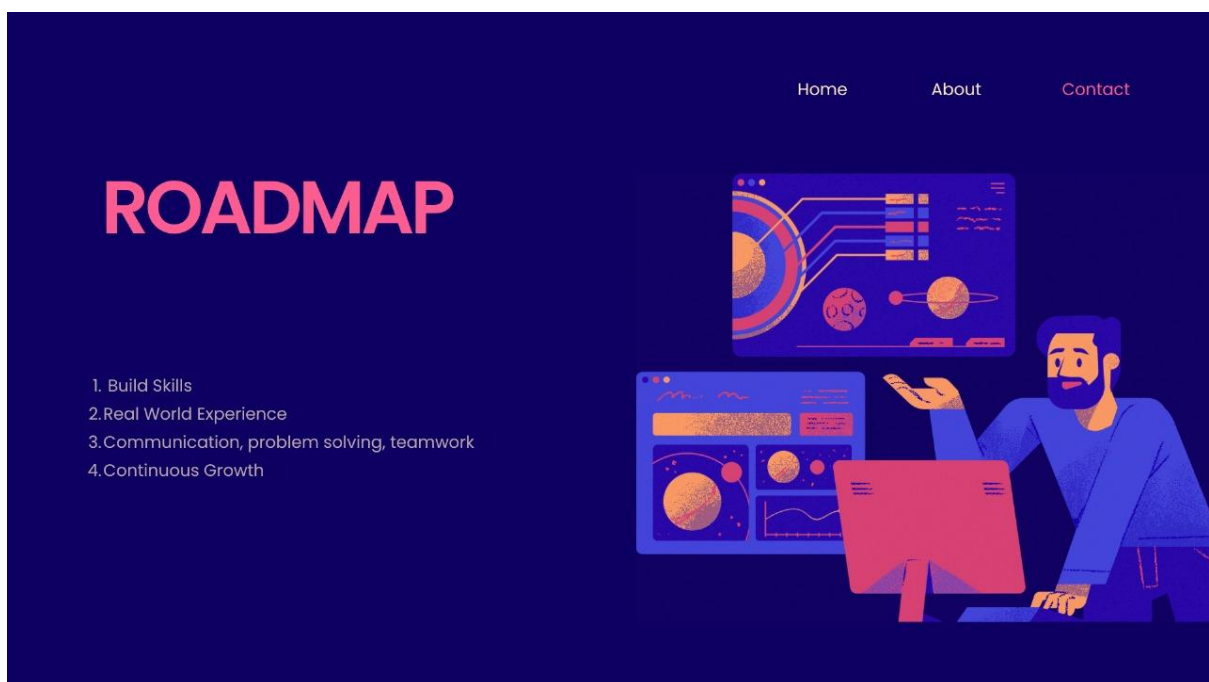 Home About Contact
ROADMAP
1. Build Skills
2.Real World Experience
3.Communication, problem solving, teamwork
4.Continuous Growth